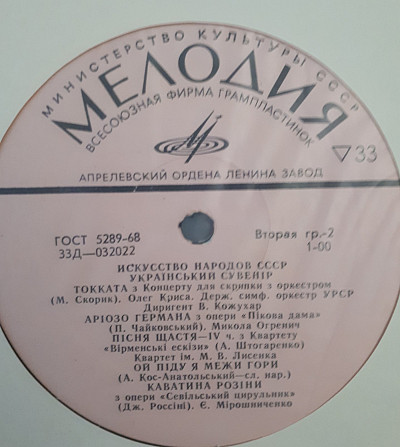 МИНИСТЕРСТВО КУЛЬТУРЫ СССР
МЕЛОДИЯ
ВСЕСОЮЗНАЯ ФИРМА ГРАМПЛАСТИНОК
▽33
АПРЕЛЕВСКИЙ ОРДЕНА ЛЕНИНА ЗАВОД
ГОСТ 5289-68
33Д—032022
Вторая гр.-2
1-00
ИСКУССТВО НАРОДОВ СССР
УКРАЇНСЬКИЙ СУВЕНІР
ТОККАТА з Концерту для скрипки з оркестром
(М. Скорик). Олег Криса. Держ. симф. оркестр УРСР
Диригент В. Кожухар
АРІОЗО ГЕРМАНА з опери «Пікова дама»
(П. Чайковський). Микола Огренич
ПІСНЯ ЩАСТЯ—IV ч. з Квартету
«Вірменські ескізи» (А. Штогаренко)
Квартет ім. М. В. Лисенка
ОЙ ПІДУ Я МЕЖИ ГОРИ
(А. Кос-Анатольський—сл. нар.)
КАВАТИНА РОЗІНИ
з опери «Севільський цирульник»
(Дж. Россіні). Є. Мірошниченко